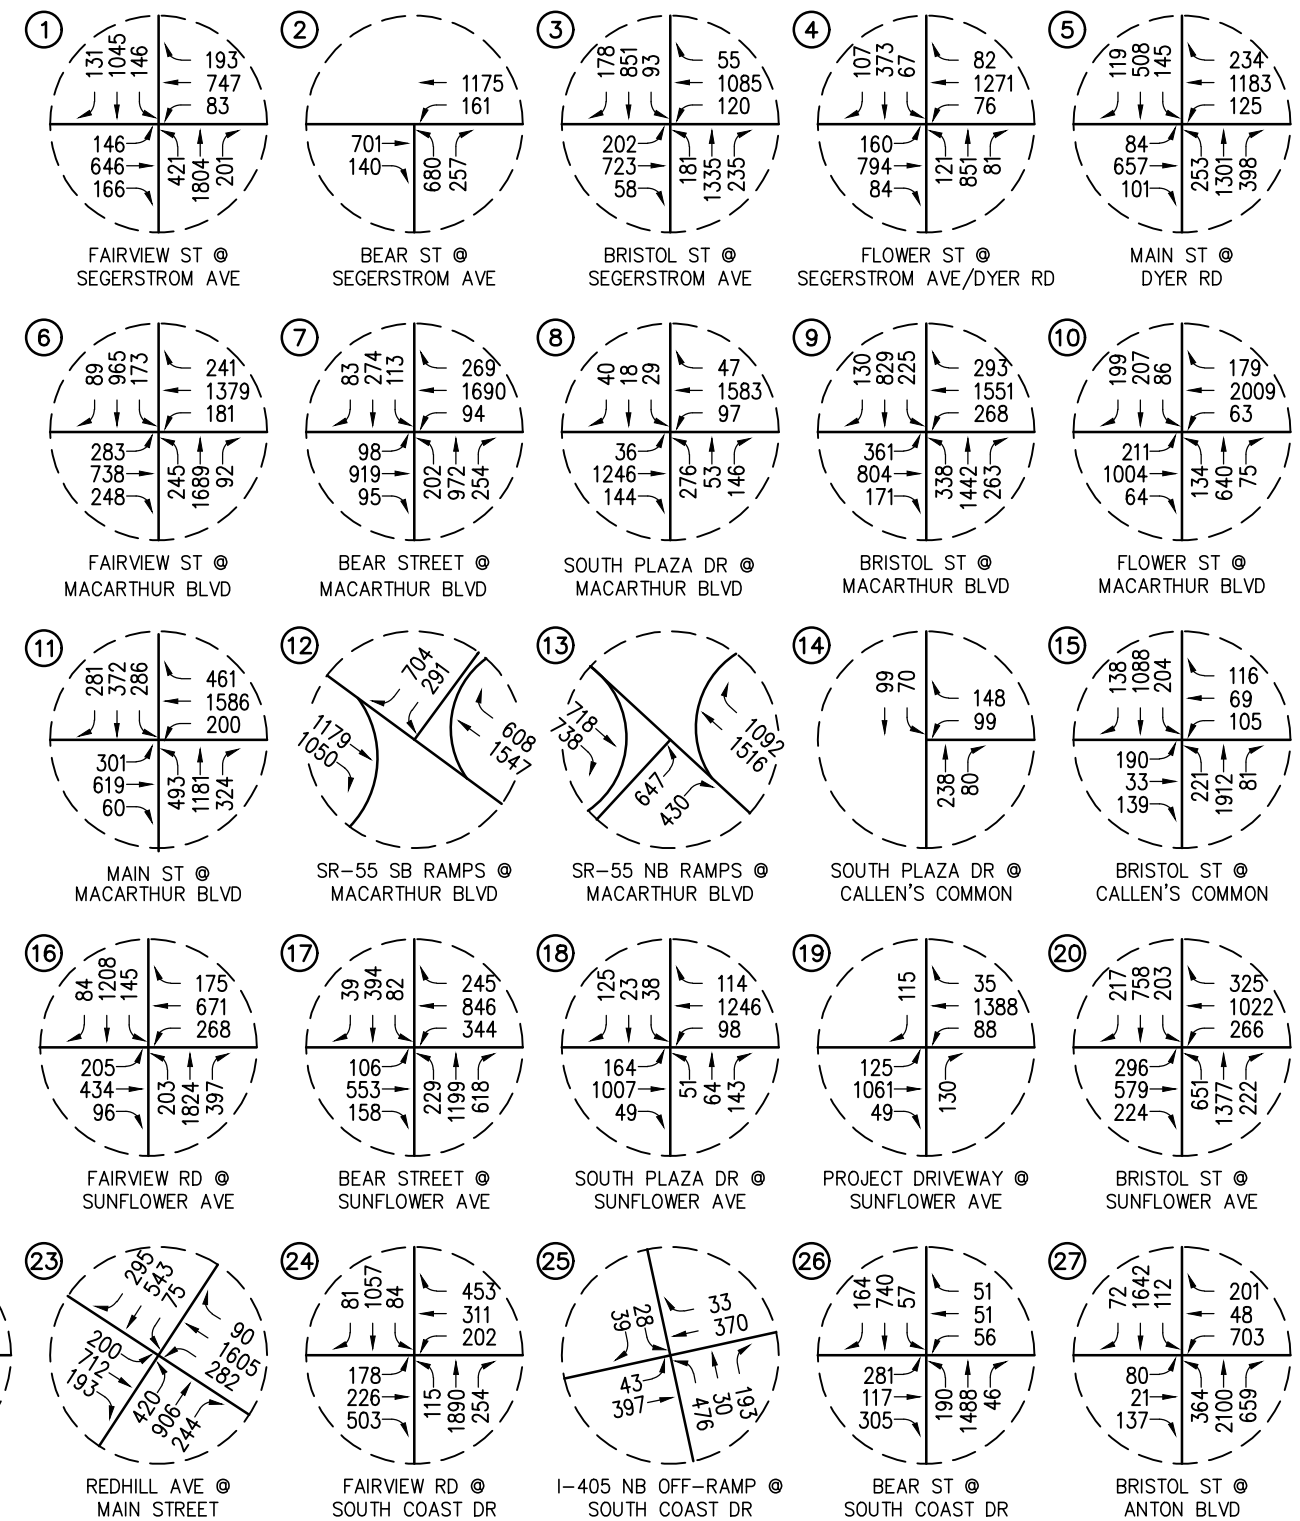 1
131 1045 146
193
747
83
146
646
166
421 1804 201
FAIRVIEW ST @
SEGERSTROM AVE
2
1175
161
701
140
680 257
BEAR ST @
SEGERSTROM AVE
3
178 851 93
55
1085
120
202
723
58
181 1335 235
BRISTOL ST @
SEGERSTROM AVE
4
107 373 67
82
1271
76
160
794
84
121 851 81
FLOWER ST @
SEGERSTROM AVE/DYER RD
5
119 508 145
234
1183
125
84
657
101
253 1301 398
MAIN ST @
DYER RD
6
89 965 173
241
1379
181
283
738
248
245 1689 92
FAIRVIEW ST @
MACARTHUR BLVD
7
83 274 113
269
1690
94
98
919
95
202 972 254
BEAR STREET @
MACARTHUR BLVD
8
40 18 29
47
1583
97
36
1246
144
276 53 146
SOUTH PLAZA DR @
MACARTHUR BLVD
9
130 829 225
293
1551
268
361
804
171
338 1442 263
BRISTOL ST @
MACARTHUR BLVD
10
199 207 86
179
2009
63
211
1004
64
134 640 75
FLOWER ST @
MACARTHUR BLVD
11
281 372 286
461
1586
200
301
619
60
493 1181 324
MAIN ST @
MACARTHUR BLVD
12
704
291
608
1547
1179
1050
SR-55 SB RAMPS @
MACARTHUR BLVD
13
718
738
1092
1516
647
430
SR-55 NB RAMPS @
MACARTHUR BLVD
14
99 70
148
99
238 80
SOUTH PLAZA DR @
CALLEN'S COMMON
15
138 1088 204
116
69
105
190
33
139
221 1912 81
BRISTOL ST @
CALLEN'S COMMON
16
84 1208 145
175
671
268
205
434
96
203 1824 397
FAIRVIEW RD @
SUNFLOWER AVE
17
39 394 82
245
846
344
106
553
158
229 1199 618
BEAR STREET @
SUNFLOWER AVE
18
125 23 38
114
1246
98
164
1007
49
51 64 143
SOUTH PLAZA DR @
SUNFLOWER AVE
19
115
35
1388
88
125
1061
49
130
PROJECT DRIVEWAY @
SUNFLOWER AVE
20
217 758 203
325
1022
266
296
579
224
651 1377 222
BRISTOL ST @
SUNFLOWER AVE
23
295 543 75
90
1605
282
200
712
193
420 906 244
REDHILL AVE @
MAIN STREET
24
81 1057 84
453
311
202
178
226
503
115 1890 254
FAIRVIEW RD @
SOUTH COAST DR
25
39 28
33
370
43
397
476 30 193
I-405 NB OFF-RAMP @
SOUTH COAST DR
26
164 740 57
51
51
56
281
117
305
190 1488 46
BEAR ST @
SOUTH COAST DR
27
72 1642 112
201
48
703
80
21
137
364 2100 659
BRISTOL ST @
ANTON BLVD